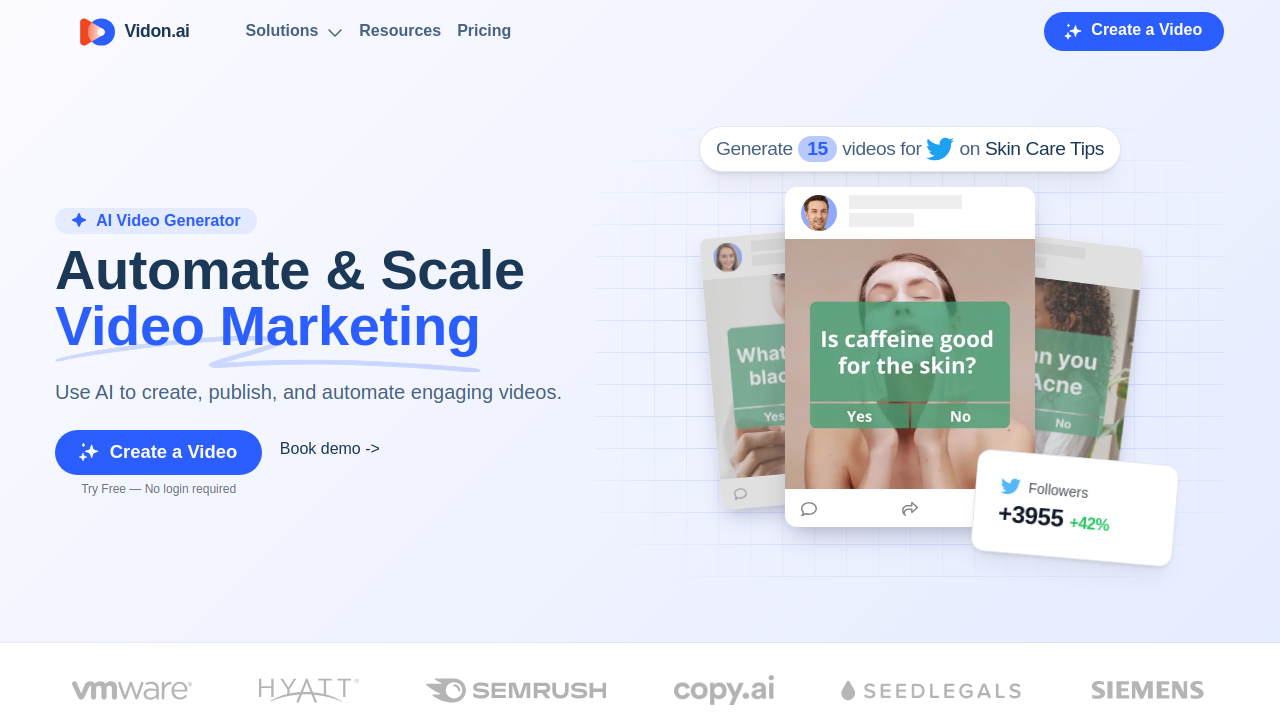 Vidon.ai
Solutions
Resources
Pricing
Create a Video
AI Video Generator
Automate & Scale
Video Marketing
Use AI to create, publish, and automate engaging videos.
Create a Video
Book demo ->
Try Free — No login required
Generate 15 videos for on Skin Care Tips
What
blac
Yes
Is caffeine good
for the skin?
Yes
No
n you
Acne
No
Followers
+3955 +42%
vmware®
HYATT®
SEMRUSH
copy.ai
SEEDLEGALS
SIEMENS